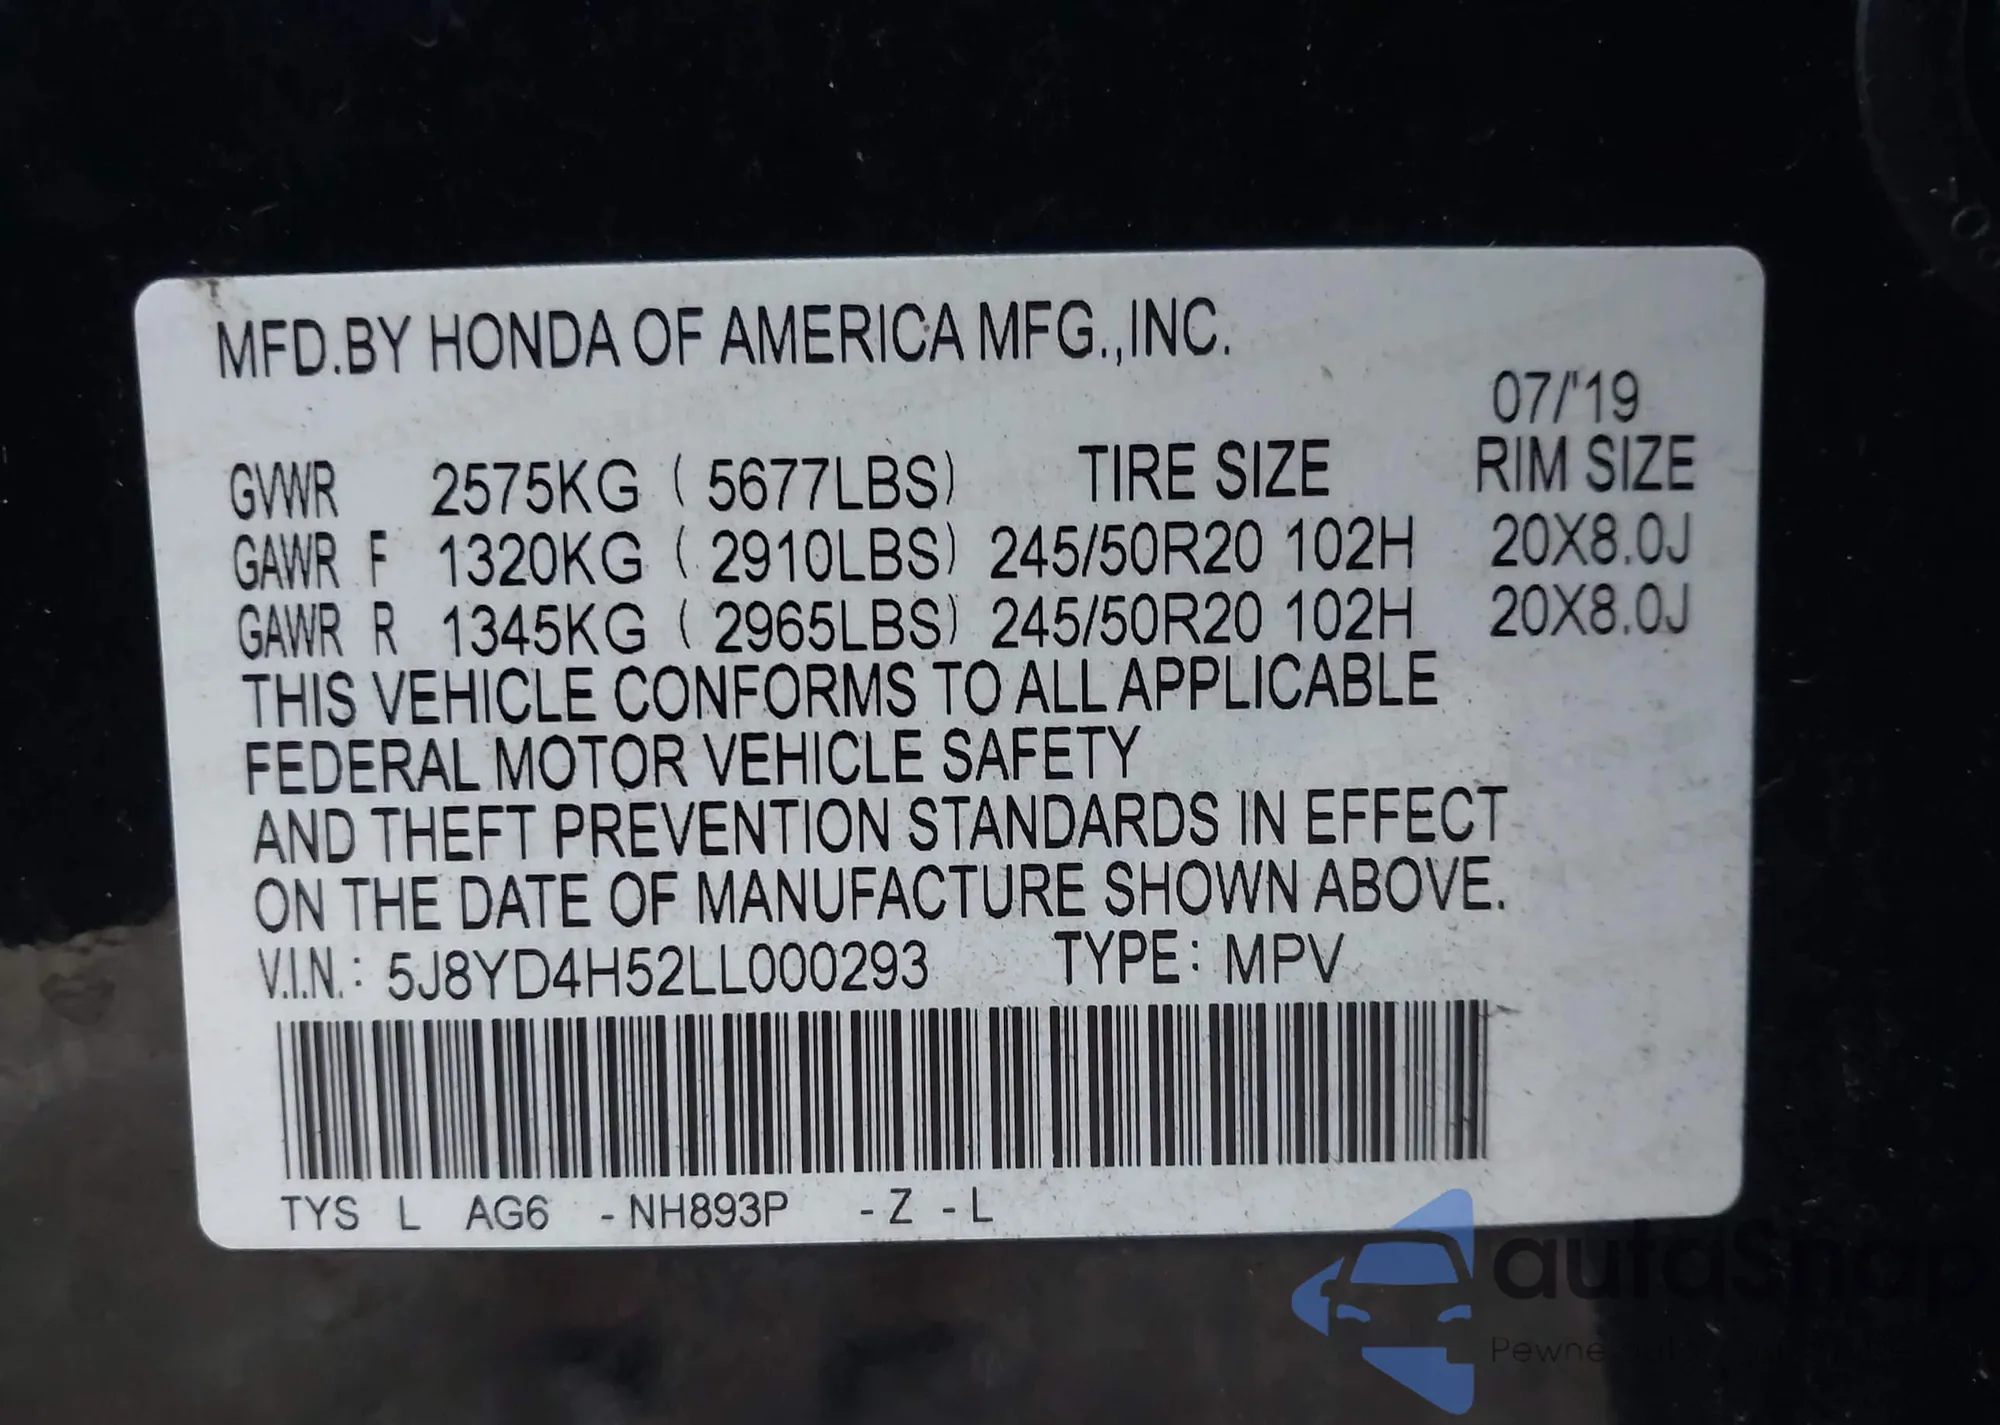 MFD.BY HONDA OF AMERICA MFG.,INC.
07/'19
GVWR 2575KG ( 5677LBS) TIRE SIZE RIM SIZE
GAWR F 1320KG ( 2910LBS) 245/50R20 102H 20X8.0J
GAWR R 1345KG ( 2965LBS) 245/50R20 102H 20X8.0J
THIS VEHICLE CONFORMS TO ALL APPLICABLE
FEDERAL MOTOR VEHICLE SAFETY
AND THEFT PREVENTION STANDARDS IN EFFECT
ON THE DATE OF MANUFACTURE SHOWN ABOVE.
V.I.N.: 5J8YD4H52LL000293 TYPE: MPV
TYS L AG6 -NH893P -Z -L
autaSnap
Pewne